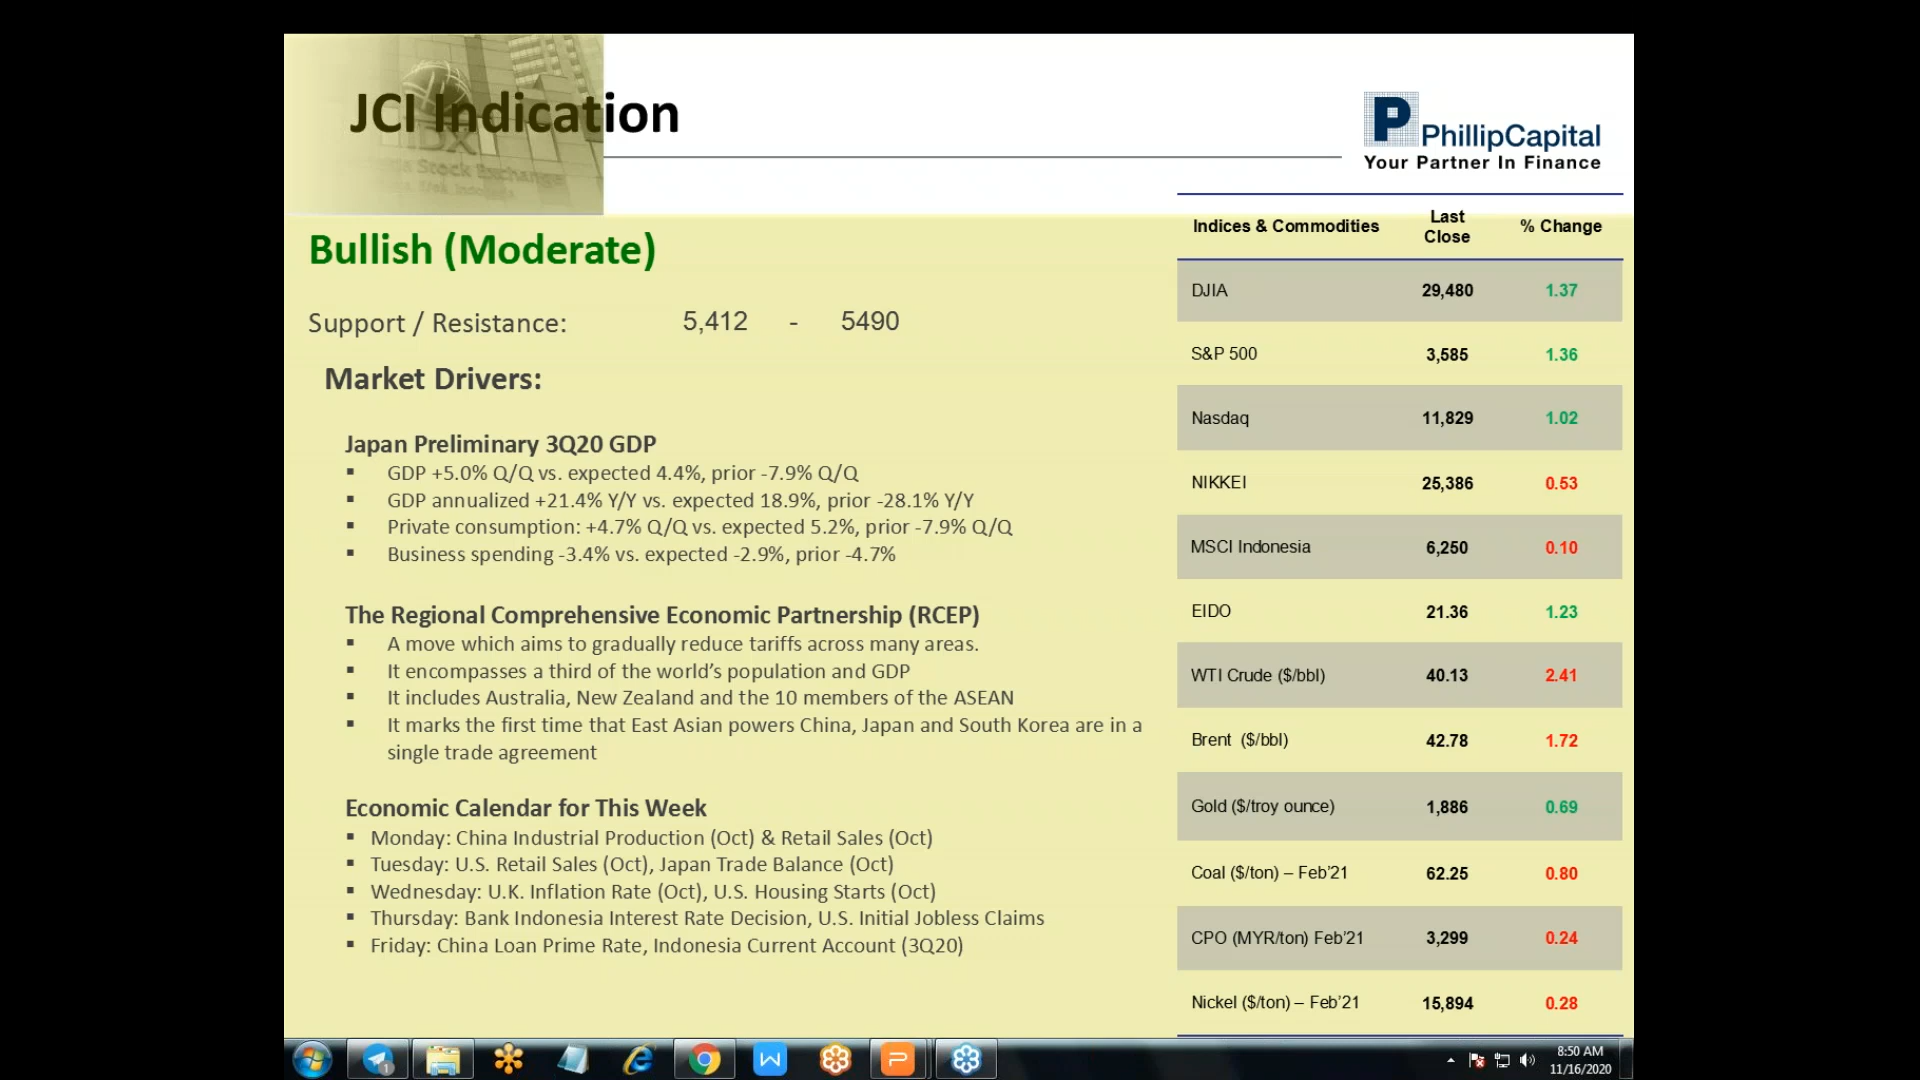 JCI Indication
PhillipCapital
Your Partner In Finance
Bullish (Moderate)
Support / Resistance: 5,412 - 5490
Market Drivers:
Japan Preliminary 3Q20 GDP
▪ GDP +5.0% Q/Q vs. expected 4.4%, prior -7.9% Q/Q
▪ GDP annualized +21.4% Y/Y vs. expected 18.9%, prior -28.1% Y/Y
▪ Private consumption: +4.7% Q/Q vs. expected 5.2%, prior -7.9% Q/Q
▪ Business spending -3.4% vs. expected -2.9%, prior -4.7%
The Regional Comprehensive Economic Partnership (RCEP)
▪ A move which aims to gradually reduce tariffs across many areas.
▪ It encompasses a third of the world’s population and GDP
▪ It includes Australia, New Zealand and the 10 members of the ASEAN
▪ It marks the first time that East Asian powers China, Japan and South Korea are in a
single trade agreement
Economic Calendar for This Week
▪ Monday: China Industrial Production (Oct) & Retail Sales (Oct)
▪ Tuesday: U.S. Retail Sales (Oct), Japan Trade Balance (Oct)
▪ Wednesday: U.K. Inflation Rate (Oct), U.S. Housing Starts (Oct)
▪ Thursday: Bank Indonesia Interest Rate Decision, U.S. Initial Jobless Claims
▪ Friday: China Loan Prime Rate, Indonesia Current Account (3Q20)
Indices & Commodities Last Close % Change
DJIA 29,480 1.37
S&P 500 3,585 1.36
Nasdaq 11,829 1.02
NIKKEI 25,386 0.53
MSCI Indonesia 6,250 0.10
EIDO 21.36 1.23
WTI Crude ($/bbl) 40.13 2.41
Brent ($/bbl) 42.78 1.72
Gold ($/troy ounce) 1,886 0.69
Coal ($/ton) – Feb’21 62.25 0.80
CPO (MYR/ton) Feb’21 3,299 0.24
Nickel ($/ton) – Feb’21 15,894 0.28
8:50 AM
11/16/2020